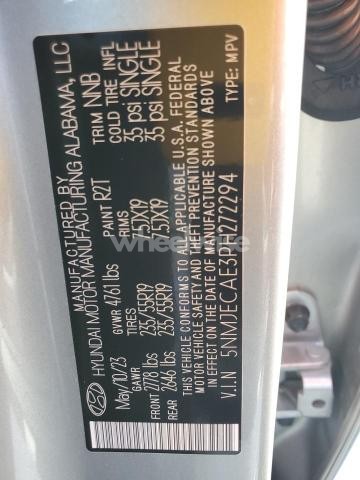 MANUFACTURED BY
HYUNDAI MOTOR MANUFACTURING ALABAMA, LLC
May/10/23 GVWR 4761 lbs PAINT R2T TRIM NNB
GAWR TIRES RIMS COLD TIRE INFL
FRONT 2778 lbs 235/55R19 7.5JX19 35 psi: SINGLE
REAR 2646 lbs 235/55R19 7.5JX19 35 psi: SINGLE
THIS VEHICLE CONFORMS TO ALL APPLICABLE U.S.A. FEDERAL
MOTOR VEHICLE SAFETY AND BUMPER STANDARDS
IN EFFECT ON THE DATE OF MANUFACTURE SHOWN ABOVE
V.I.N 5NMJECAE3PH272294 TYPE: MPV